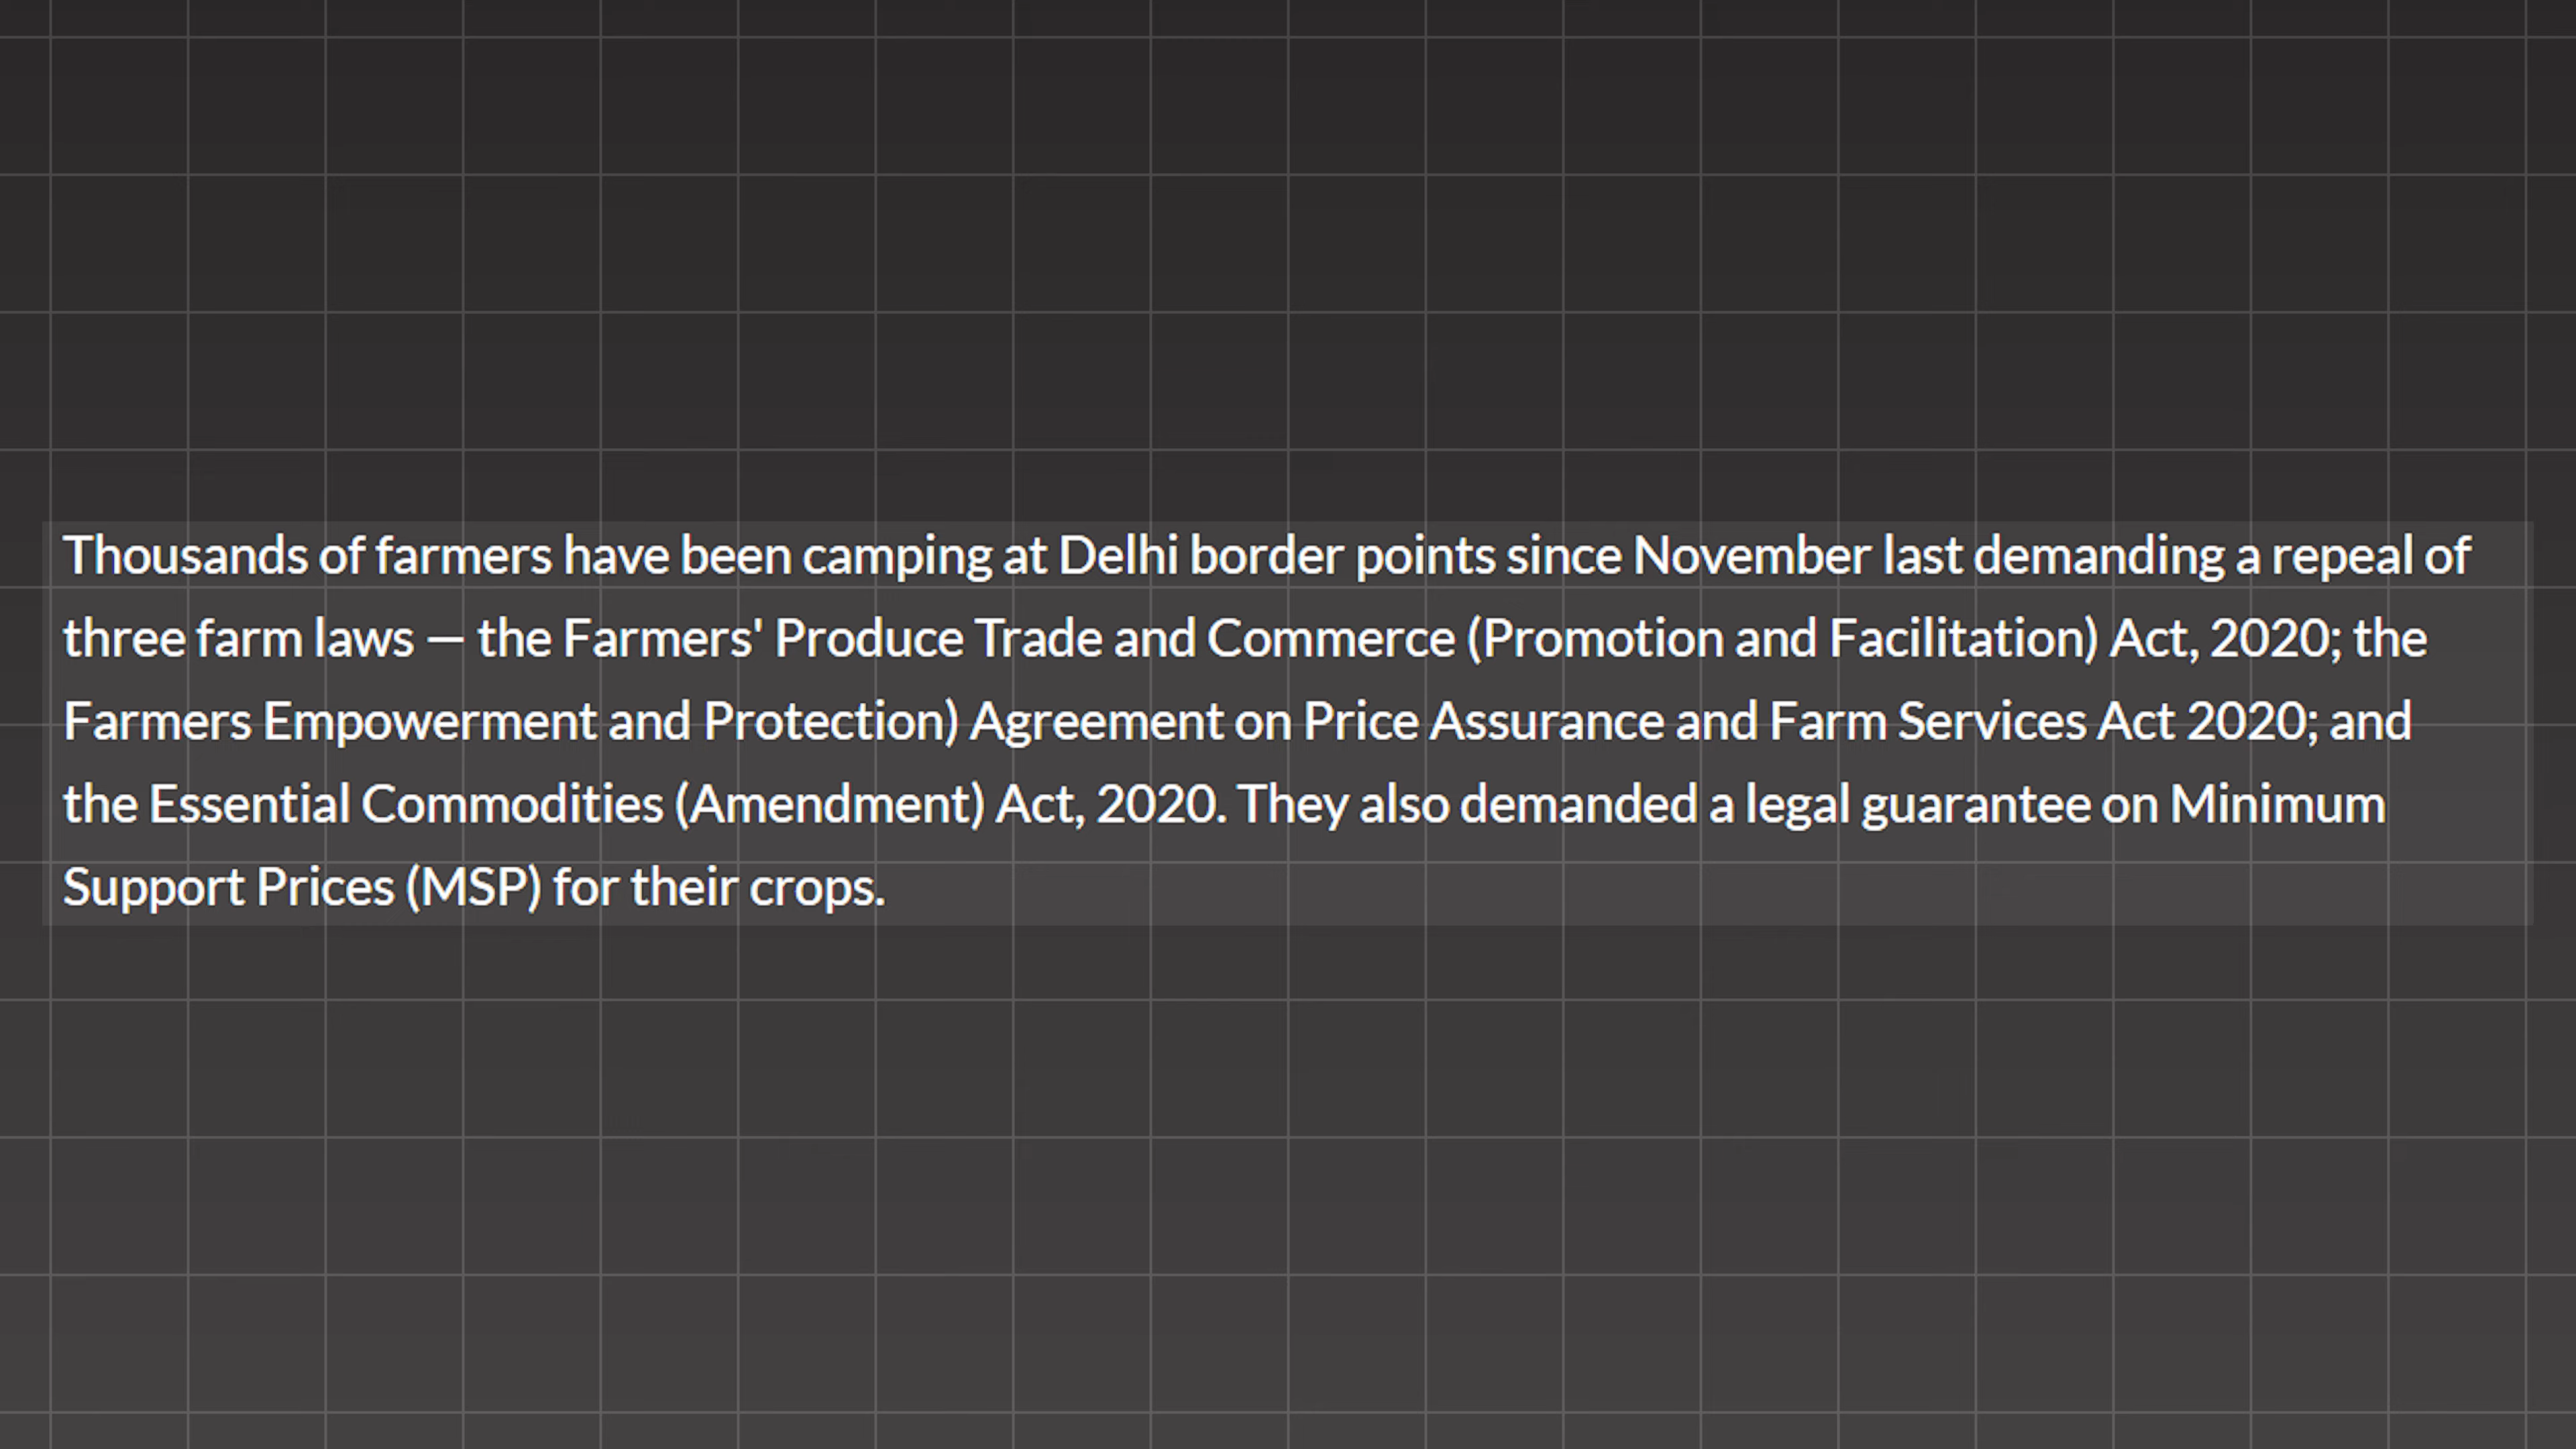 Thousands of farmers have been camping at Delhi border points since November last demanding a repeal of
three farm laws — the Farmers' Produce Trade and Commerce (Promotion and Facilitation) Act, 2020; the
Farmers Empowerment and Protection) Agreement on Price Assurance and Farm Services Act 2020; and
the Essential Commodities (Amendment) Act, 2020. They also demanded a legal guarantee on Minimum
Support Prices (MSP) for their crops.